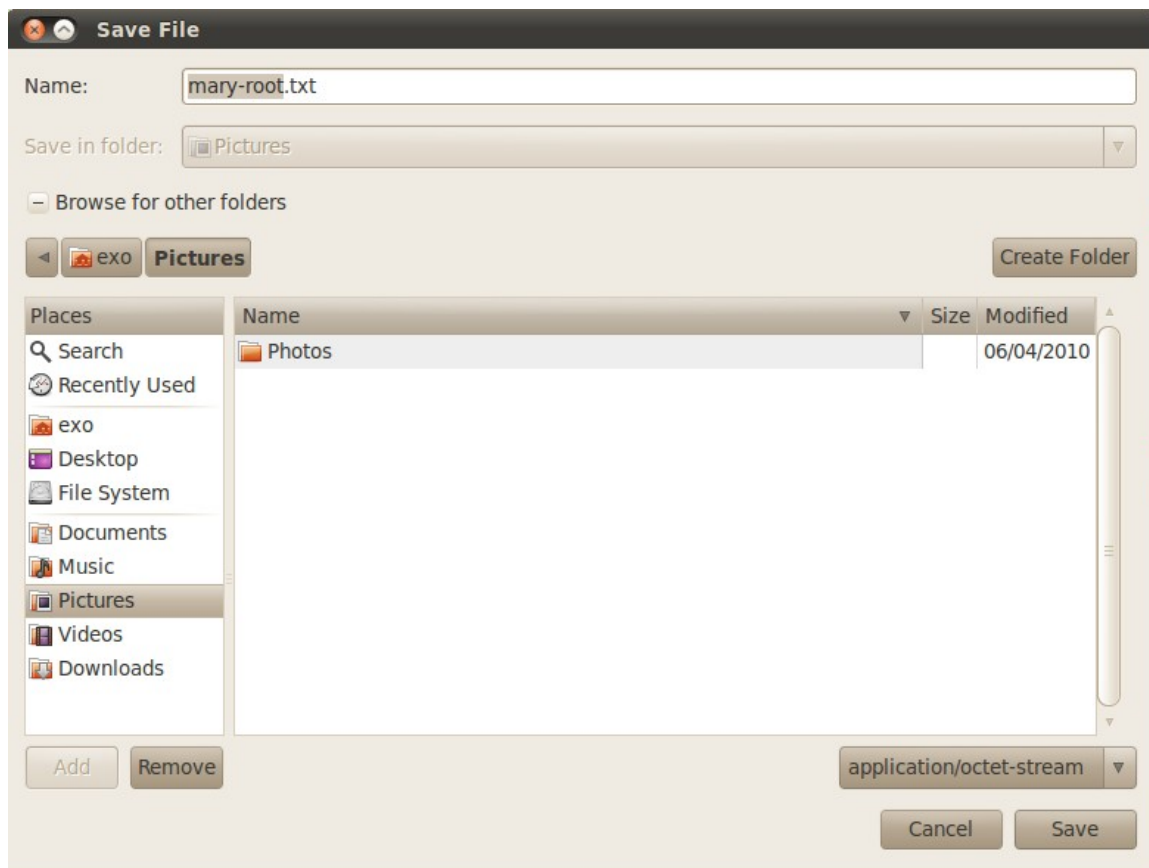 Save File
Name: mary-root.txt
Save in folder: Pictures
Browse for other folders
exo Pictures Create Folder
Places Name Size Modified
Search Photos 06/04/2010
Recently Used
exo
Desktop
File System
Documents
Music
Pictures
Videos
Downloads
Add Remove application/octet-stream
Cancel Save